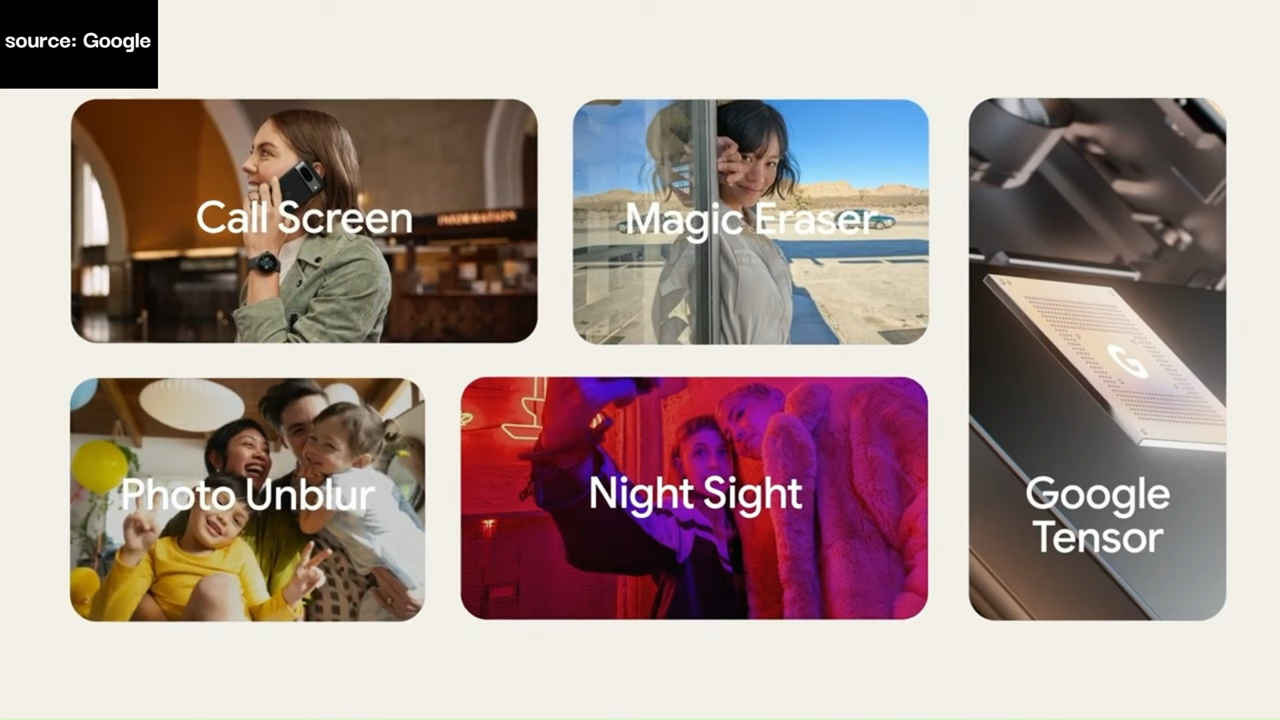 source: Google
Call Screen
Magic Eraser
Photo Unblur
Night Sight
Google
Tensor
G